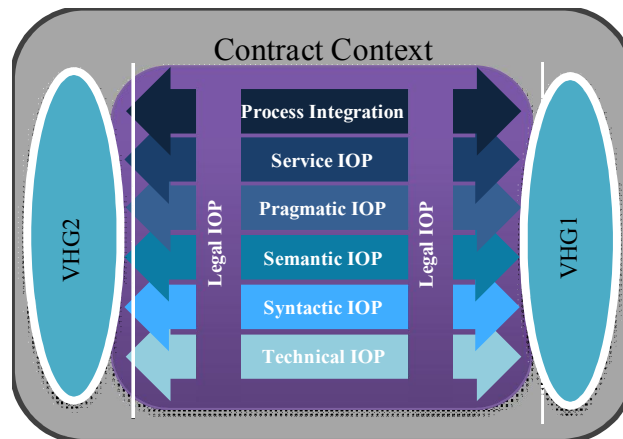 Contract Context
Process Integration
Service IOP
Pragmatic IOP
Semantic IOP
Syntactic IOP
Technical IOP
VHG2
Legal IOP
Legal IOP
VHG1